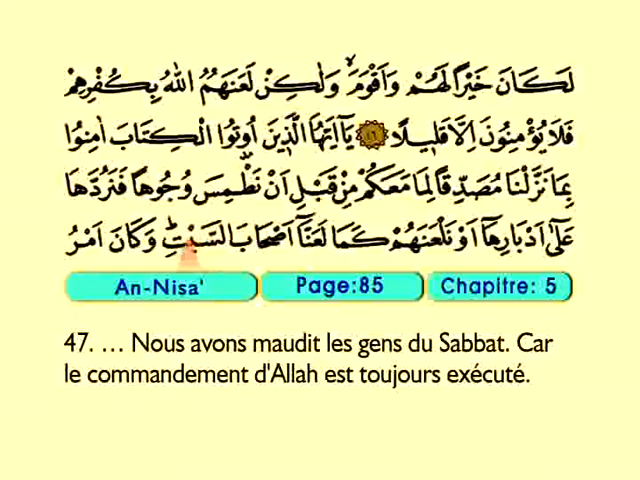 لَكَانَ خَيْرًا لَهُمْ وَاَقْوَمَۙ وَلٰكِنْ لَعَنَهُمُ اللّٰهُ بِكُفْرِهِمْ
فَلَا يُؤْمِنُونَ اِلَّا قَلٖيلًا ﴿٤٦﴾ يَٓا اَيُّهَا الَّذٖينَ اُوتُوا الْكِتَابَ اٰمِنُوا
بِمَا نَزَّلْنَا مُصَدِّقًا لِمَا مَعَكُمْ مِنْ قَبْلِ اَنْ نَطْمِسَ وُجُوهًا فَنَرُدَّهَا
عَلٰٓى اَدْبَارِهَٓا اَوْ نَلْعَنَهُمْ كَمَا لَعَنَّٓا اَصْحَابَ السَّبْتِؕ وَكَانَ اَمْرُ
An-Nisa' Page:85 Chapitre: 5
47. ... Nous avons maudit les gens du Sabbat. Car
le commandement d'Allah est toujours exécuté.